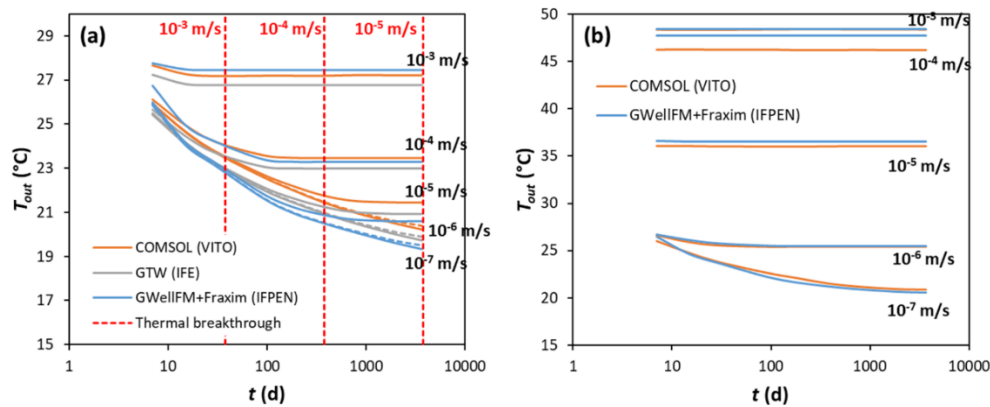 (a)
10⁻³ m/s 10⁻⁴ m/s 10⁻⁵ m/s
29
27
25
23
21
19
17
15
T_out (°C)
10⁻³ m/s
10⁻⁴ m/s
10⁻⁵ m/s
10⁻⁶ m/s
10⁻⁷ m/s
COMSOL (VITO)
GTW (IFE)
GWellFM+Fraxim (IFPEN)
Thermal breakthrough
1 10 100 1000 10000
t (d)
(b)
50
45
40
35
30
25
20
15
T_out (°C)
10⁻⁵ m/s
10⁻⁴ m/s
COMSOL (VITO)
GWellFM+Fraxim (IFPEN)
10⁻⁵ m/s
10⁻⁶ m/s
10⁻⁷ m/s
1 10 100 1000 10000
t (d)